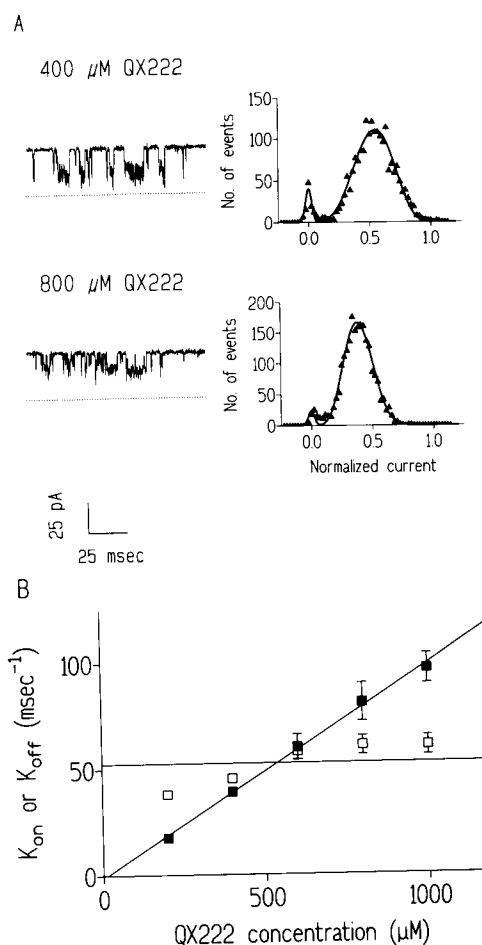 A
400 μM QX222
No. of events
150
100
50
0
0.0 0.5 1.0
800 μM QX222
No. of events
200
150
100
50
0
0.0 0.5 1.0
Normalized current
25 pA
25 msec
B
K_on or K_off (msec⁻¹)
100
50
0
0 500 1000
QX222 concentration (μM)